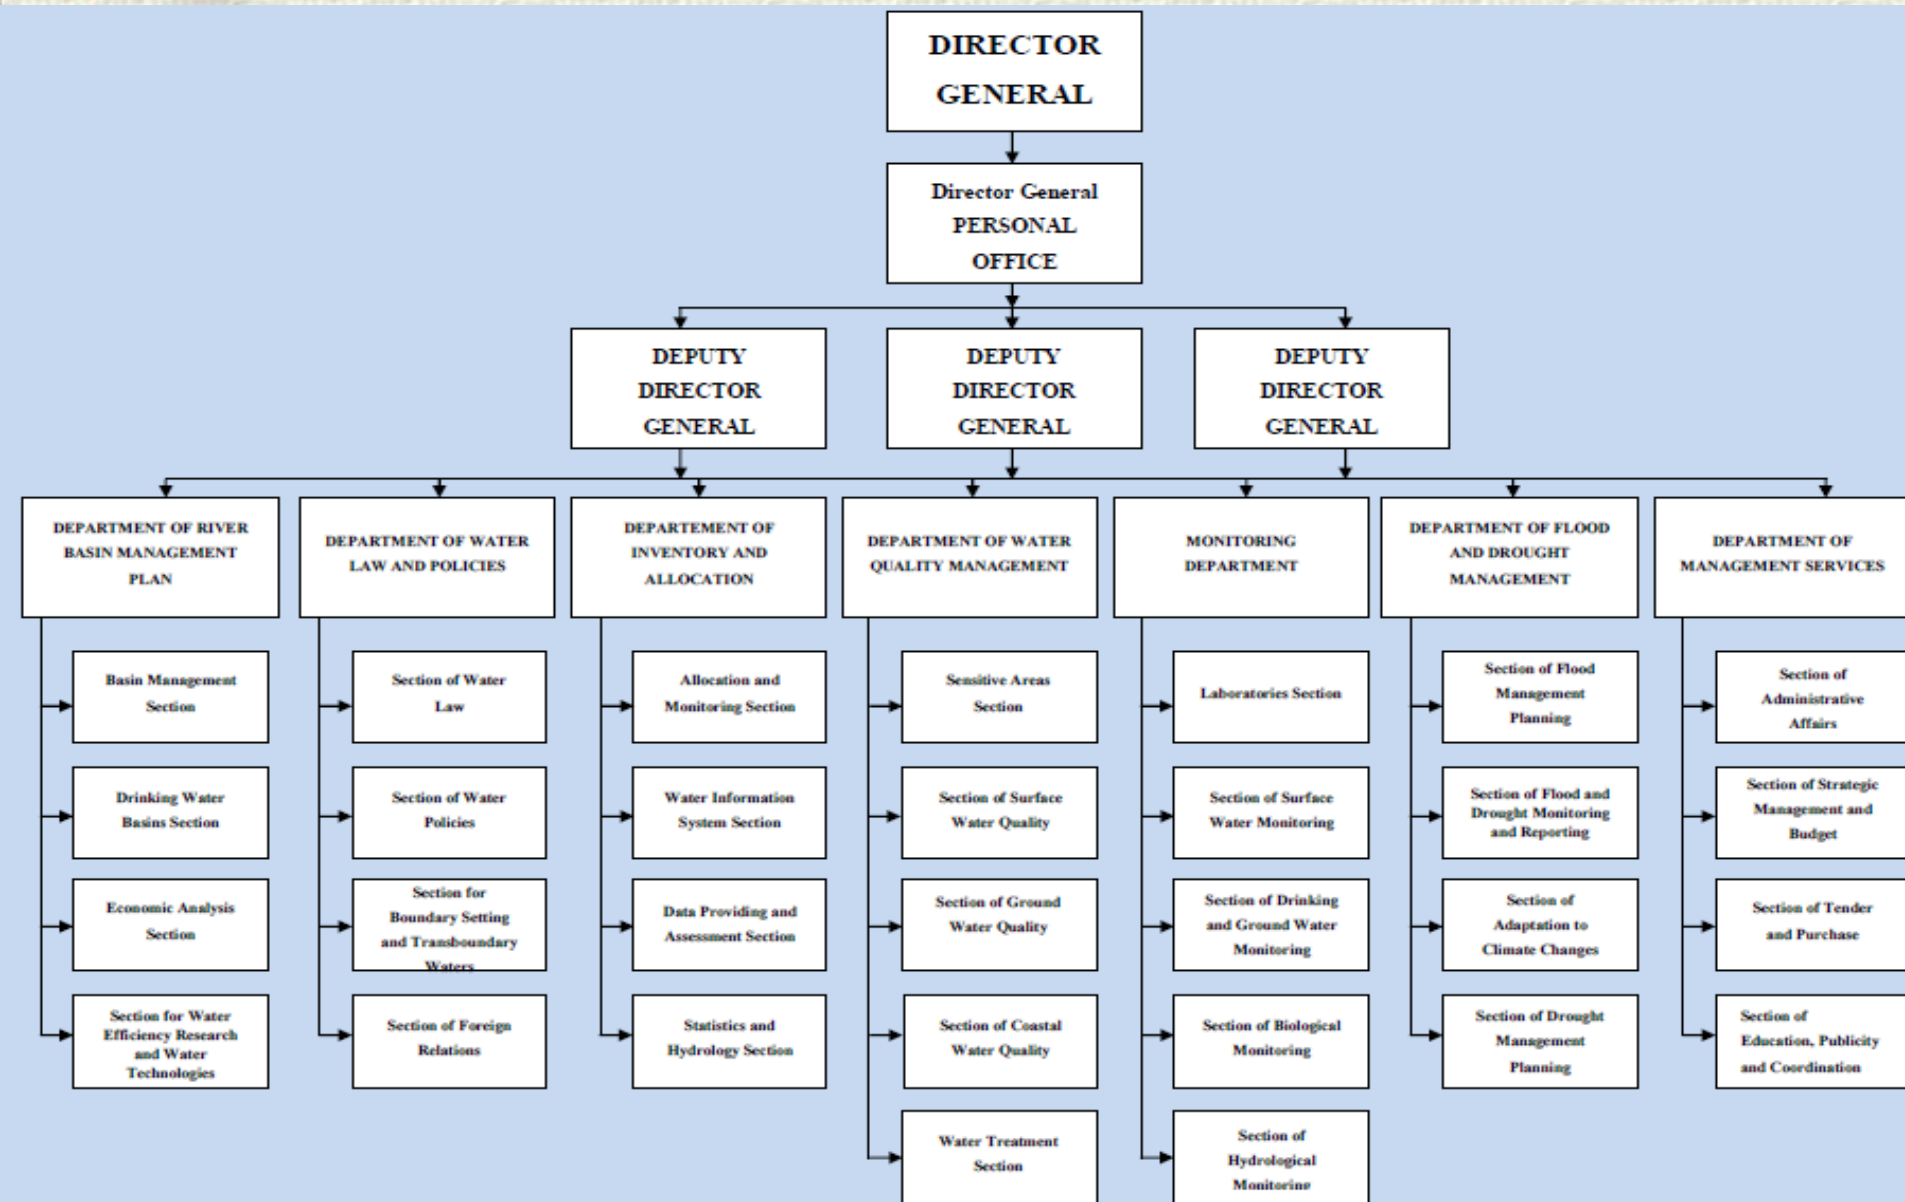 DIRECTOR
GENERAL
Director General
PERSONAL
OFFICE
DEPUTY
DIRECTOR
GENERAL
DEPUTY
DIRECTOR
GENERAL
DEPUTY
DIRECTOR
GENERAL
DEPARTMENT OF RIVER
BASIN MANAGEMENT
PLAN
DEPARTMENT OF WATER
LAW AND POLICIES
DEPARTEMENT OF
INVENTORY AND
ALLOCATION
DEPARTMENT OF WATER
QUALITY MANAGEMENT
MONITORING
DEPARTMENT
DEPARTMENT OF FLOOD
AND DROUGHT
MANAGEMENT
DEPARTMENT OF
MANAGEMENT SERVICES
Basin Management
Section
Section of Water
Law
Allocation and
Monitoring Section
Sensitive Areas
Section
Laboratories Section
Section of Flood
Management
Planning
Section of
Administrative
Affairs
Drinking Water
Basins Section
Section of Water
Policies
Water Information
System Section
Section of Surface
Water Quality
Section of Surface
Water Monitoring
Section of Flood and
Drought Monitoring
and Reporting
Section of Strategic
Management and
Budget
Economic Analysis
Section
Section for
Boundary Setting
and Transboundary
Waters
Data Providing and
Assessment Section
Section of Ground
Water Quality
Section of Drinking
and Ground Water
Monitoring
Section of
Adaptation to
Climate Changes
Section of Tender
and Purchase
Section for Water
Efficiency Research
and Water
Technologies
Section of Foreign
Relations
Statistics and
Hydrology Section
Section of Coastal
Water Quality
Section of Biological
Monitoring
Section of Drought
Management
Planning
Section of
Education, Publicity
and Coordination
Water Treatment
Section
Section of
Hydrological
Monitoring